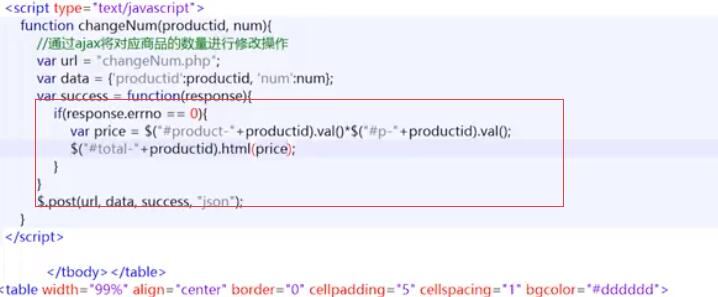 <script type="text/javascript">
function changeNum(productid, num){
//通过ajax将对应商品的数量进行修改操作
var url = "changeNum.php";
var data = {'productid':productid, 'num':num};
var success = function(response){
if(response.errno == 0){
var price = $("#product-"+productid).val()*$("#p-"+productid).val();
$("#total-"+productid).html(price);
}
}
$.post(url, data, success, "json");
}
</script>
</tbody></table>
<table width="99%" align="center" border="0" cellpadding="5" cellspacing="1" bgcolor="#dddddd">